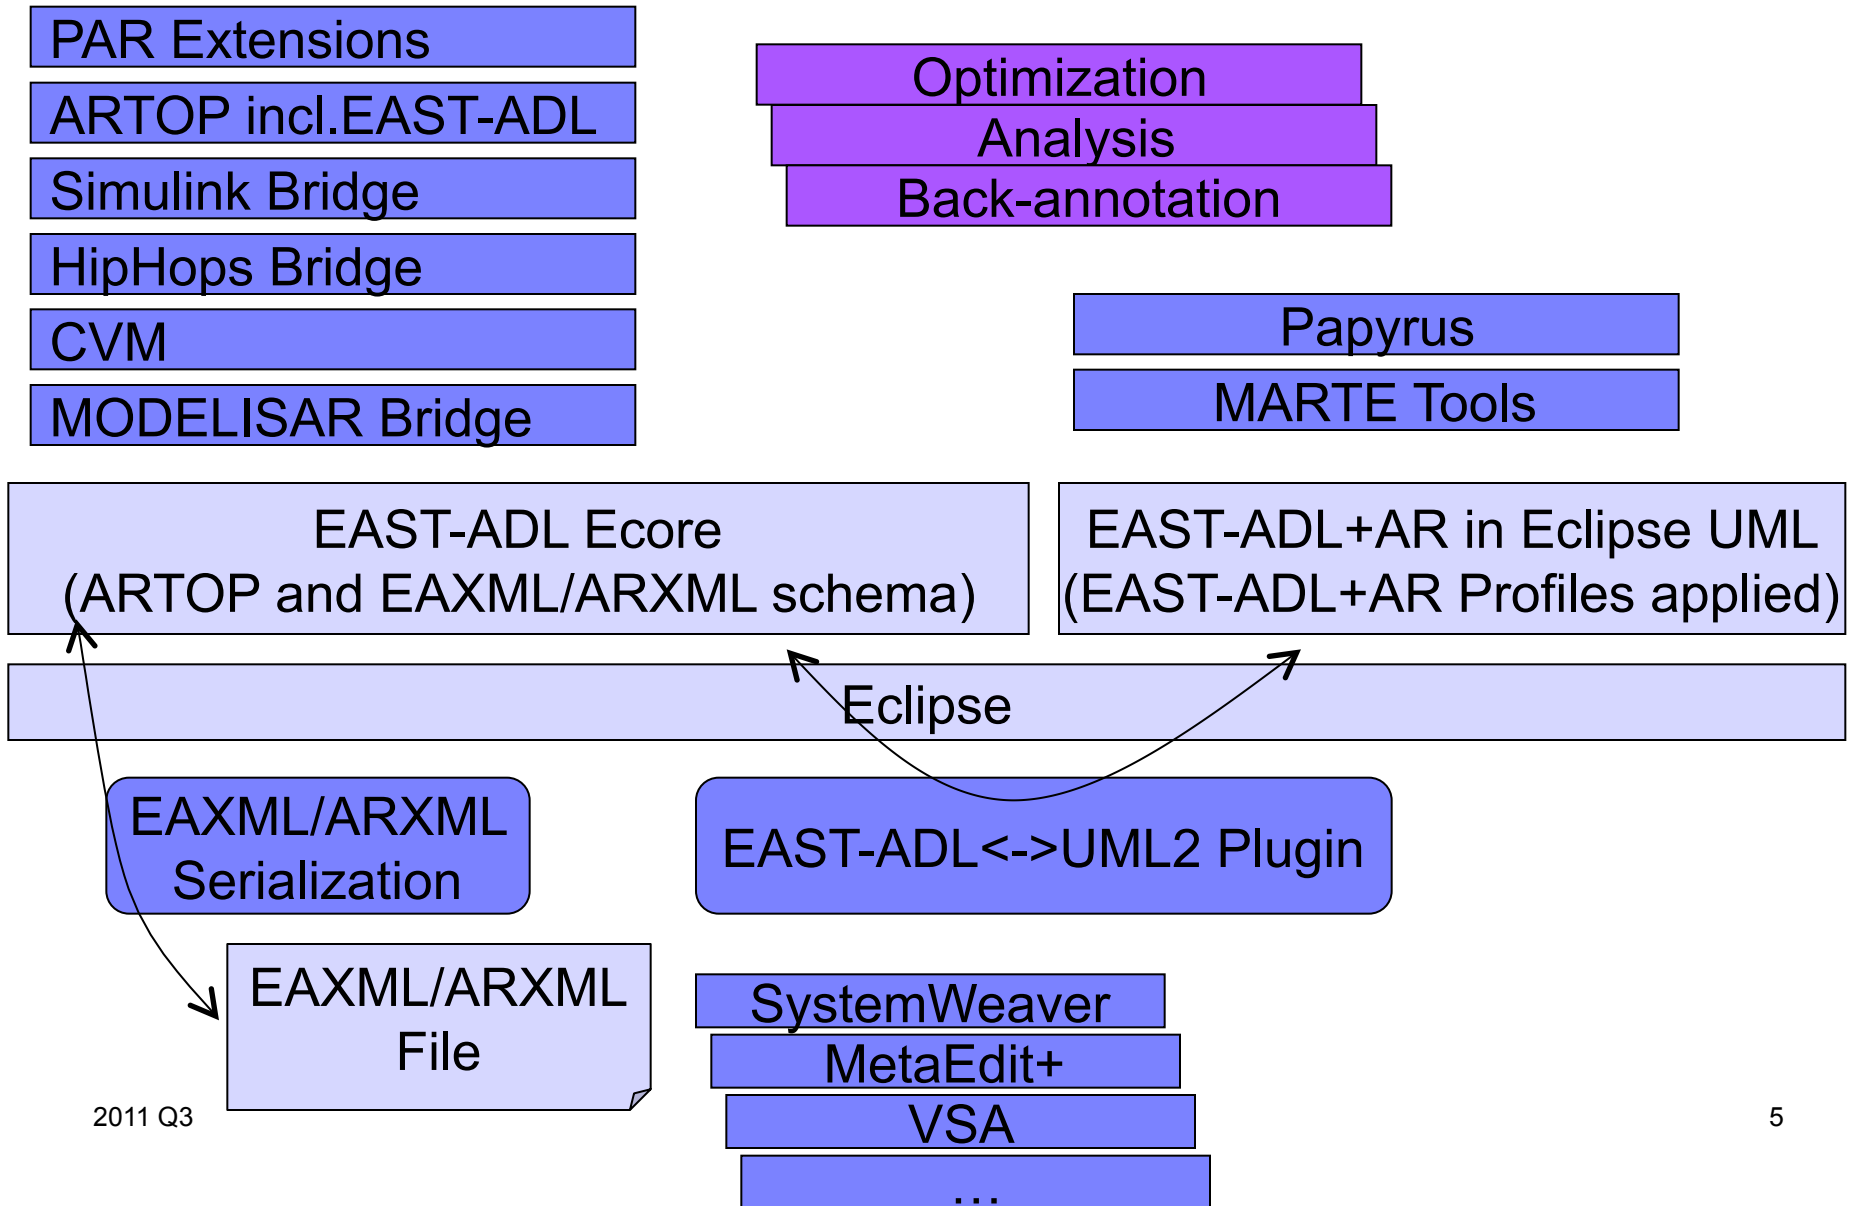 PAR Extensions
ARTOP incl.EAST-ADL
Simulink Bridge
HipHops Bridge
CVM
MODELISAR Bridge
Optimization
Analysis
Back-annotation
Papyrus
MARTE Tools
EAST-ADL Ecore
(ARTOP and EAXML/ARXML schema)
EAST-ADL+AR in Eclipse UML
(EAST-ADL+AR Profiles applied)
Eclipse
EAXML/ARXML
Serialization
EAST-ADL<->UML2 Plugin
EAXML/ARXML
File
SystemWeaver
MetaEdit+
VSA
…
2011 Q3
5